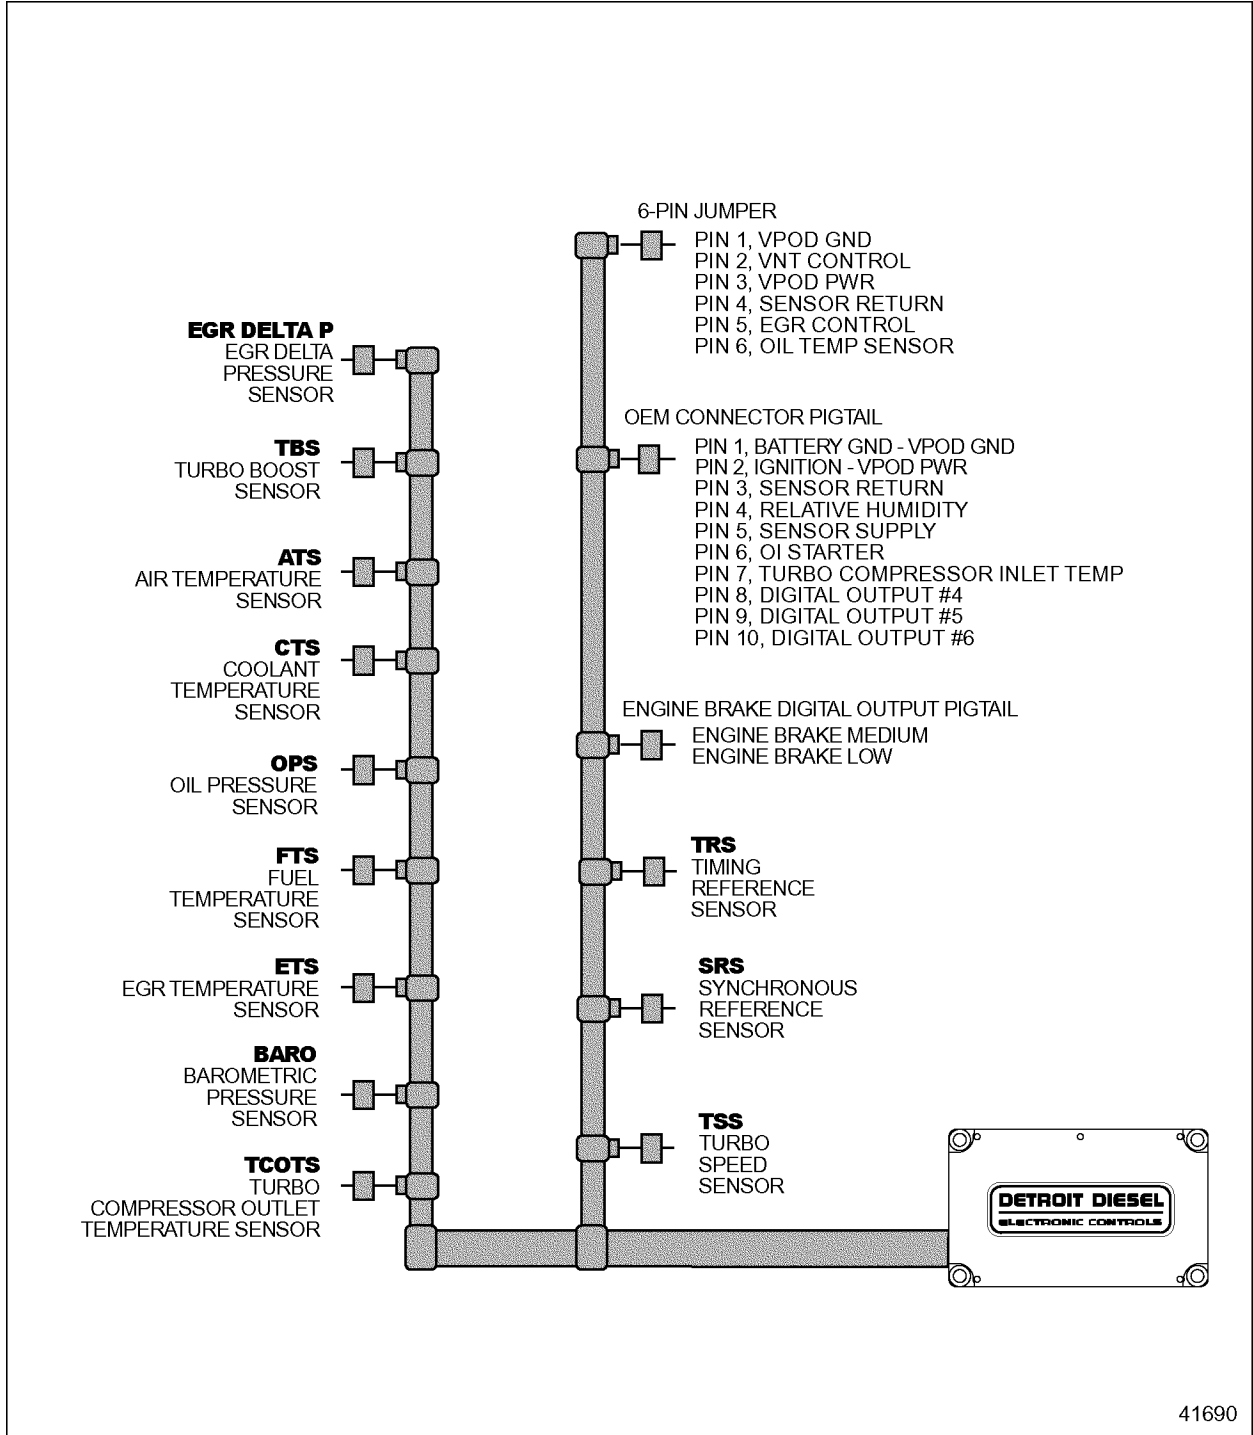 EGR DELTA P
EGR DELTA
PRESSURE
SENSOR
TBS
TURBO BOOST
SENSOR
ATS
AIR TEMPERATURE
SENSOR
CTS
COOLANT
TEMPERATURE
SENSOR
OPS
OIL PRESSURE
SENSOR
FTS
FUEL
TEMPERATURE
SENSOR
ETS
EGR TEMPERATURE
SENSOR
BARO
BAROMETRIC
PRESSURE
SENSOR
TCOTS
TURBO
COMPRESSOR OUTLET
TEMPERATURE SENSOR
6-PIN JUMPER
PIN 1, VPOD GND
PIN 2, VNT CONTROL
PIN 3, VPOD PWR
PIN 4, SENSOR RETURN
PIN 5, EGR CONTROL
PIN 6, OIL TEMP SENSOR
OEM CONNECTOR PIGTAIL
PIN 1, BATTERY GND - VPOD GND
PIN 2, IGNITION - VPOD PWR
PIN 3, SENSOR RETURN
PIN 4, RELATIVE HUMIDITY
PIN 5, SENSOR SUPPLY
PIN 6, OI STARTER
PIN 7, TURBO COMPRESSOR INLET TEMP
PIN 8, DIGITAL OUTPUT #4
PIN 9, DIGITAL OUTPUT #5
PIN 10, DIGITAL OUTPUT #6
ENGINE BRAKE DIGITAL OUTPUT PIGTAIL
ENGINE BRAKE MEDIUM
ENGINE BRAKE LOW
TRS
TIMING
REFERENCE
SENSOR
SRS
SYNCHRONOUS
REFERENCE
SENSOR
TSS
TURBO
SPEED
SENSOR
DETROIT DIESEL
ELECTRONIC CONTROLS
41690